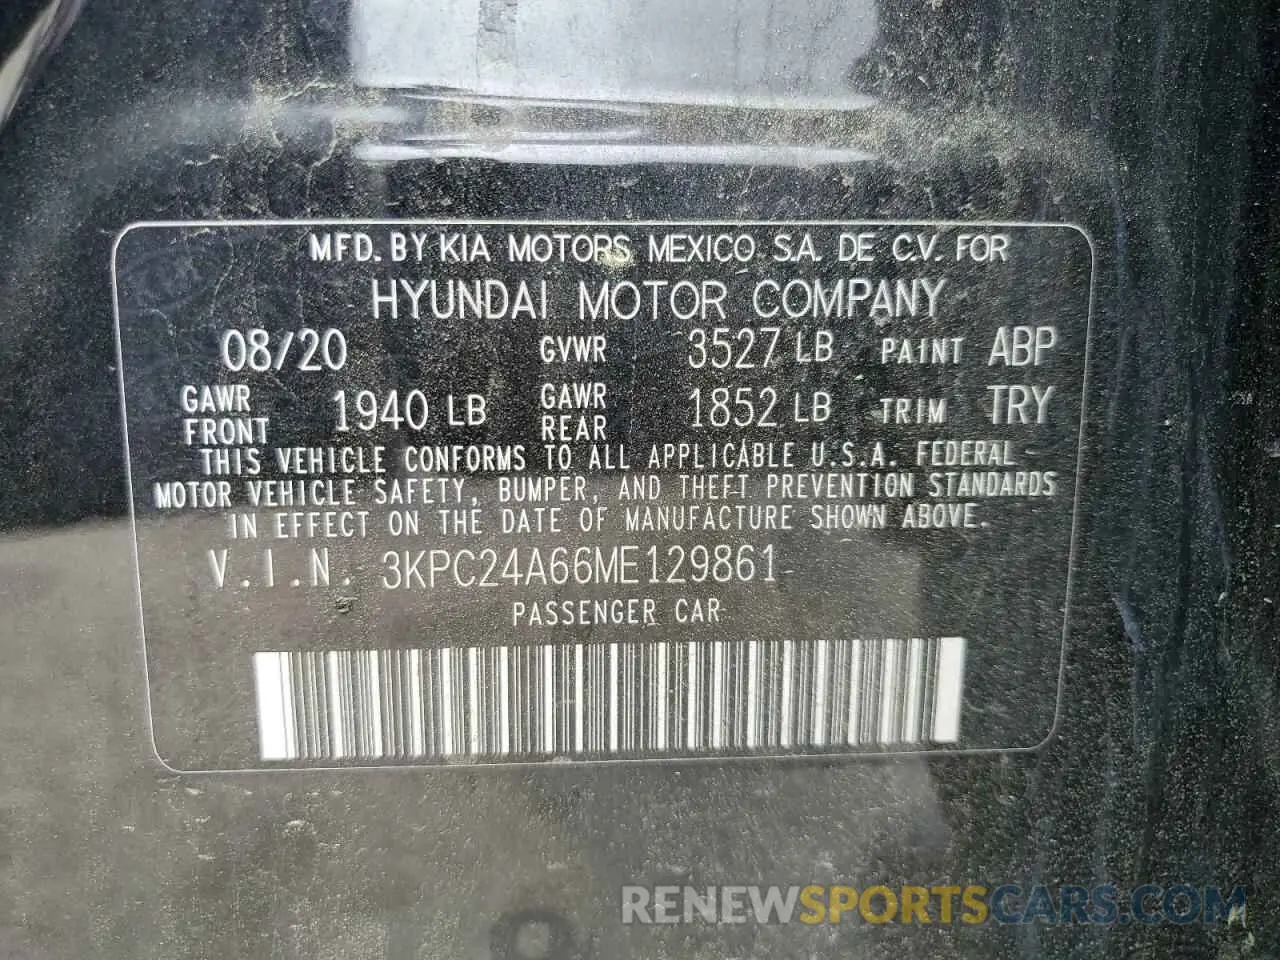 MFD. BY KIA MOTORS MEXICO S.A. DE C.V. FOR
HYUNDAI MOTOR COMPANY
08/20 GVWR 3527 LB PAINT ABP
GAWR FRONT 1940 LB GAWR REAR 1852 LB TRIM TRY
THIS VEHICLE CONFORMS TO ALL APPLICABLE U.S.A. FEDERAL
MOTOR VEHICLE SAFETY, BUMPER, AND THEFT PREVENTION STANDARDS
IN EFFECT ON THE DATE OF MANUFACTURE SHOWN ABOVE.
V.I.N. 3KPC24A66ME129861
PASSENGER CAR
RENEWSPORTSCARS.COM